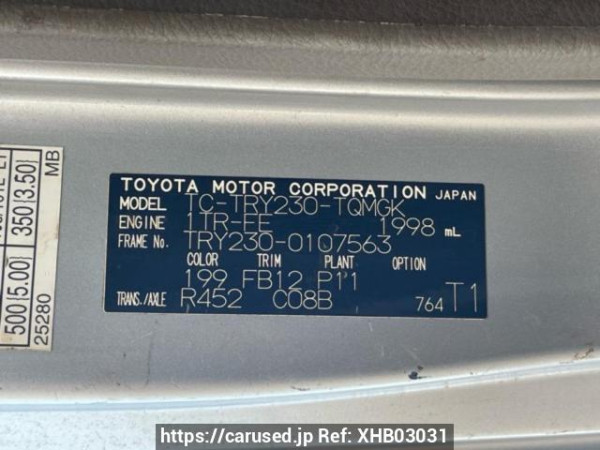 TOYOTA MOTOR CORPORATION JAPAN
MODEL TC-TRY230-TQMGK
ENGINE 1TR-FE 1998 mL
FRAME No. TRY230-0107563
COLOR TRIM PLANT OPTION
199 FB12 P11
TRANS./AXLE R452 C08B 764 T1
350 (3.50)
500 (5.00)
MB
25280
https://carused.jp Ref: XHB03031